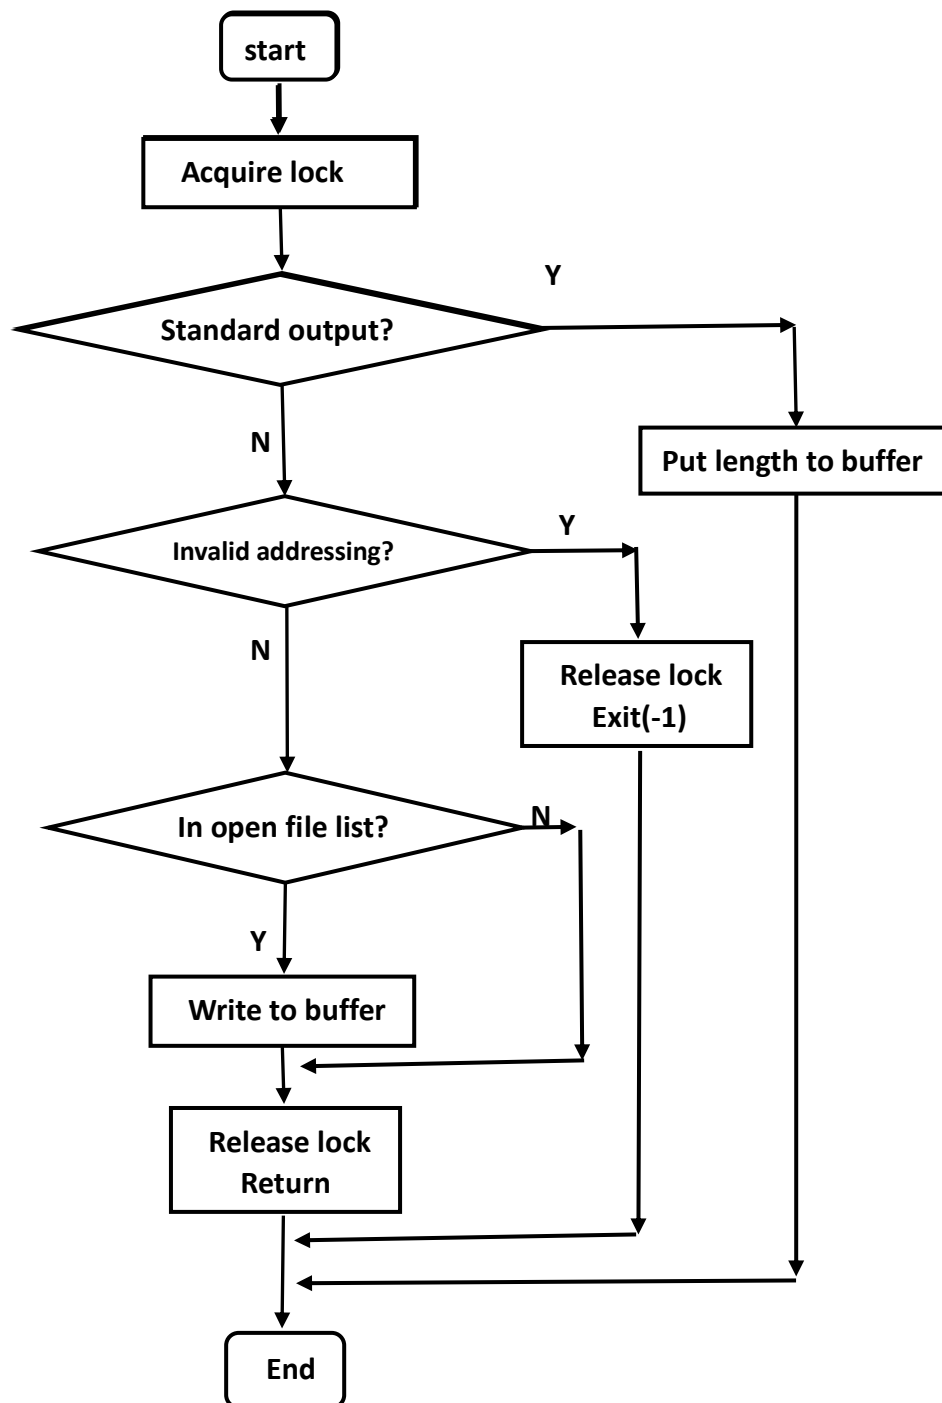 start
Acquire lock
Y
Standard output?
N
Put length to buffer
Y
Invalid addressing?
N
Release lock
Exit(-1)
N
In open file list?
Y
Write to buffer
Release lock
Return
End